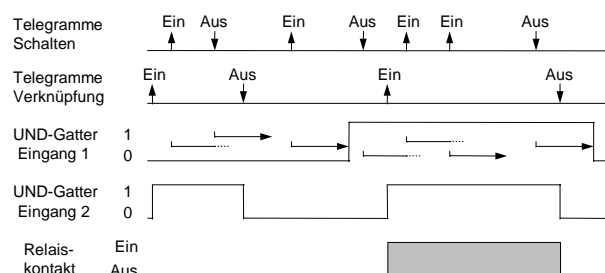 Telegramme
Schalten
Ein Aus Ein Aus Ein Ein Aus
Telegramme
Verknüpfung
Ein Aus Ein Aus
UND-Gatter 1
Eingang 1 0
UND-Gatter 1
Eingang 2 0
Relais- Ein
kontakt Aus